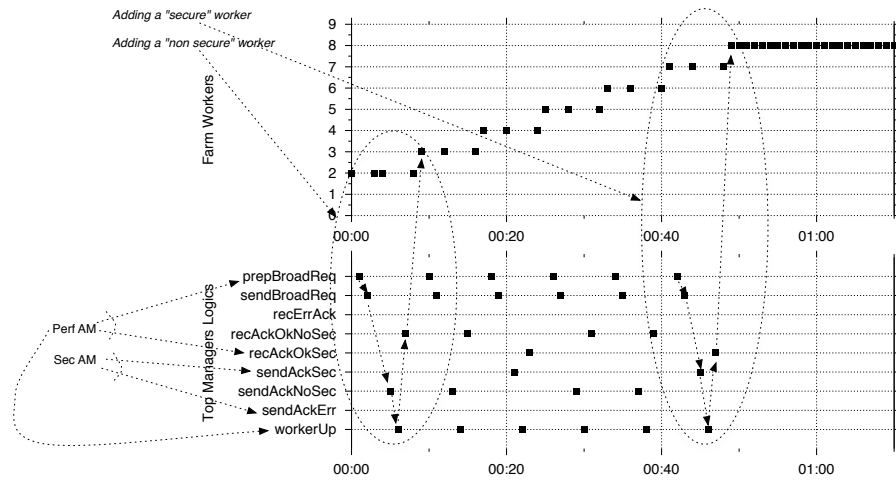 Adding a "secure" worker
Adding a "non secure" worker
Farm Workers
9
8
7
6
5
4
3
2
1
0
00:00
00:20
00:40
01:00
Top Managers Logics
prepBroadReq
sendBroadReq
recErrAck
recAckOkNoSec
recAckOkSec
sendAckSec
sendAckNoSec
sendAckErr
workerUp
Perf AM
Sec AM
00:00
00:20
00:40
01:00